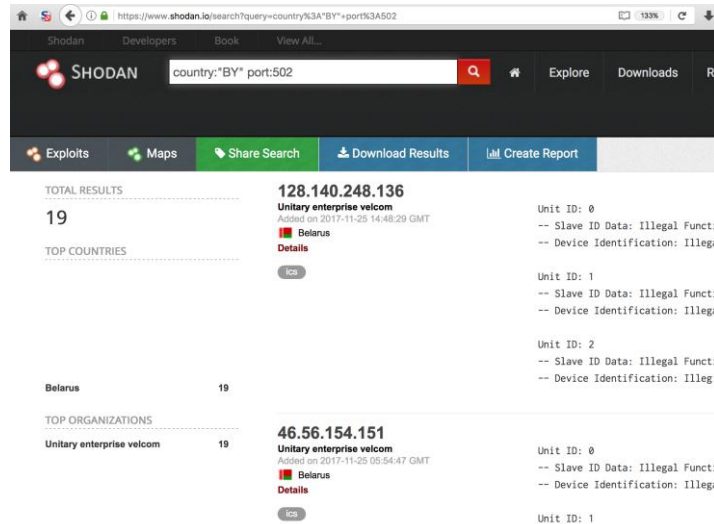 https://www.shodan.io/search?query=country%3A"BY"+port%3A502
133%
Shodan Developers Book View All...
SHODAN
country:"BY" port:502
Explore Downloads R
Exploits Maps Share Search Download Results Create Report
TOTAL RESULTS
19
TOP COUNTRIES
Belarus 19
TOP ORGANIZATIONS
Unitary enterprise velcom 19
128.140.248.136
Unitary enterprise velcom
Added on 2017-11-25 14:48:29 GMT
Belarus
Details
ics
Unit ID: 0
-- Slave ID Data: Illegal Functi
-- Device Identification: Illega
Unit ID: 1
-- Slave ID Data: Illegal Functi
-- Device Identification: Illega
Unit ID: 2
-- Slave ID Data: Illegal Functi
-- Device Identification: Illeg
46.56.154.151
Unitary enterprise velcom
Added on 2017-11-25 05:54:47 GMT
Belarus
Details
ics
Unit ID: 0
-- Slave ID Data: Illegal Functi
-- Device Identification: Illega
Unit ID: 1